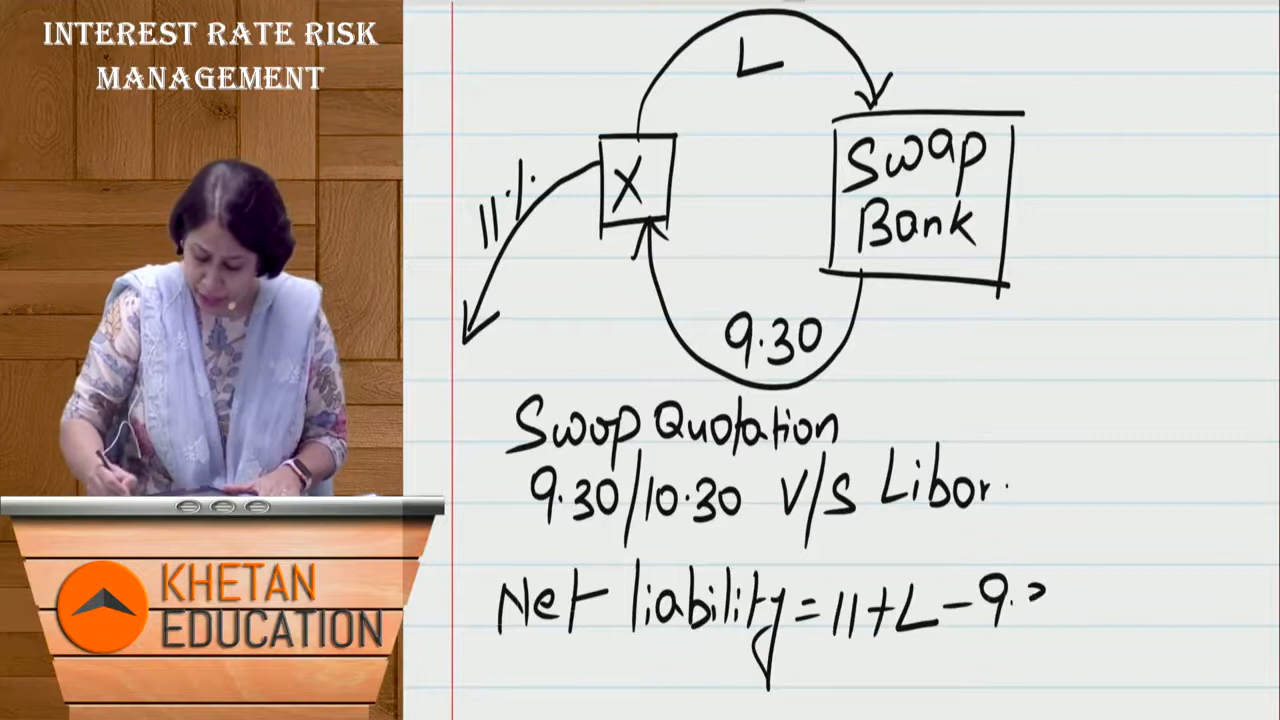 INTEREST RATE RISK
MANAGEMENT
L
X
Swap
Bank
11%
9.30
Swap Quotation
9.30/10.30 V/S Libor.
Net liability = 11+L-9.
KHETAN
EDUCATION